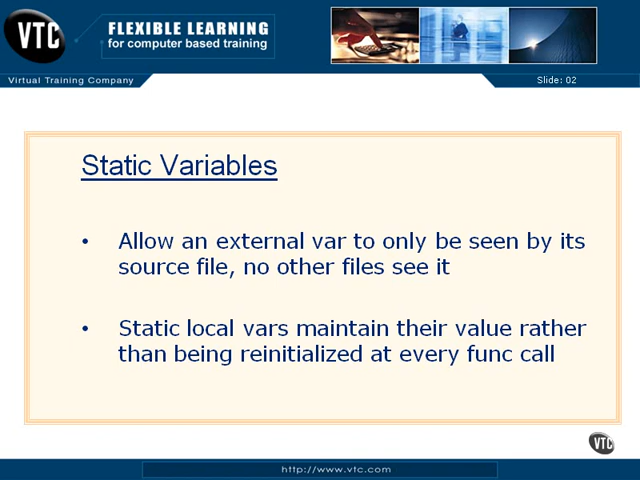 VTC
FLEXIBLE LEARNING
for computer based training
Virtual Training Company
Slide: 02
Static Variables
• Allow an external var to only be seen by its
source file, no other files see it
• Static local vars maintain their value rather
than being reinitialized at every func call
VTC
http://www.vtc.com